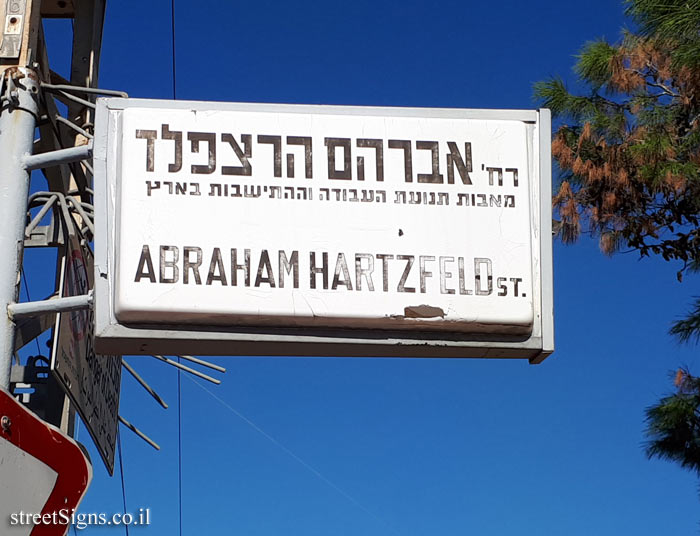 רח' אברהם הרצפלד
מאבות תנועת העבודה וההתישבות בארץ
ABRAHAM HARTZFELD ST.
streetSigns.co.il